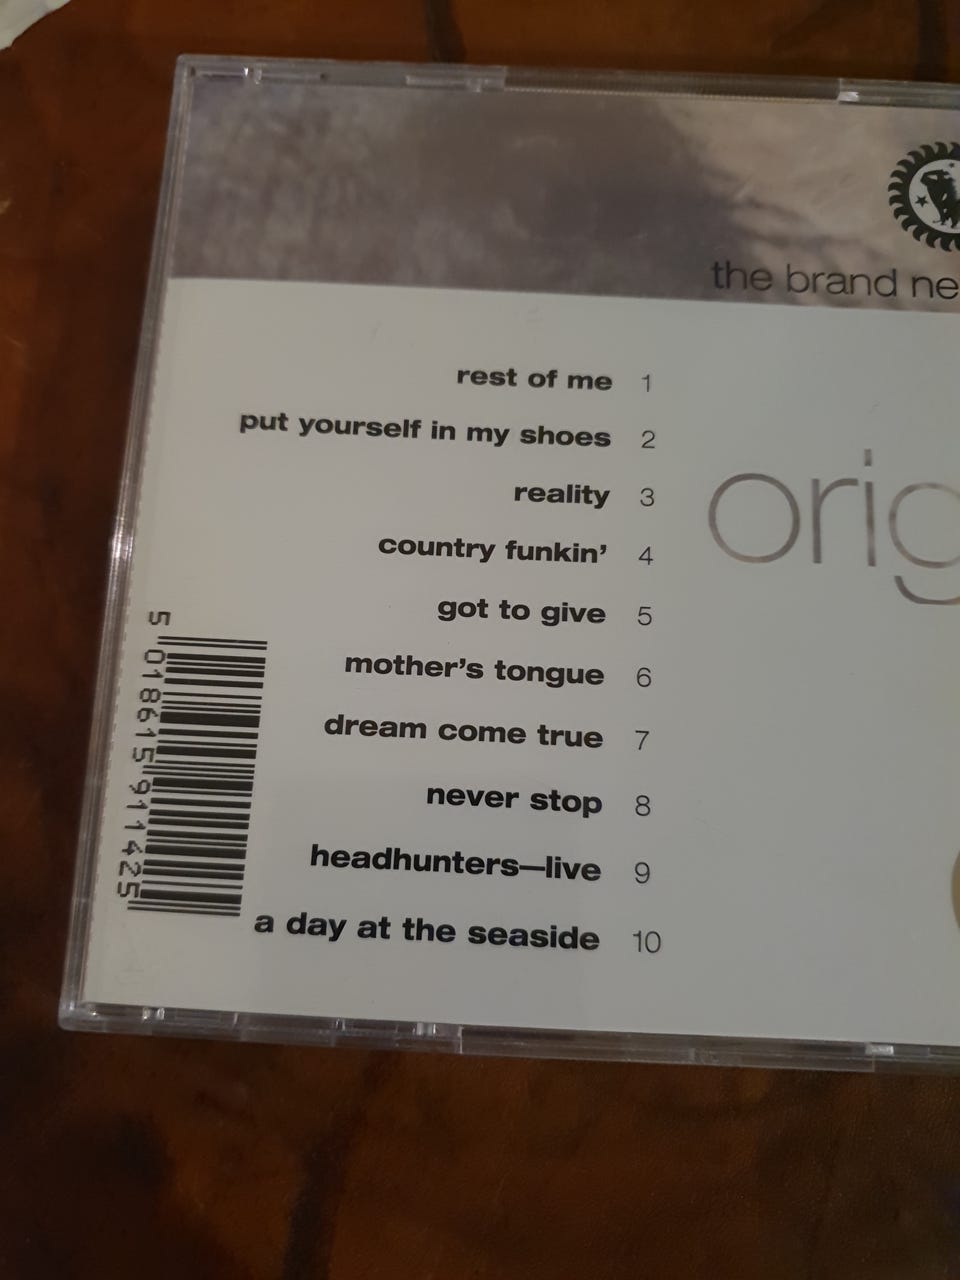 the brand ne
rest of me 1
put yourself in my shoes 2
reality 3
country funkin' 4
got to give 5
mother's tongue 6
dream come true 7
never stop 8
headhunters—live 9
a day at the seaside 10
orig
5 018615 911425